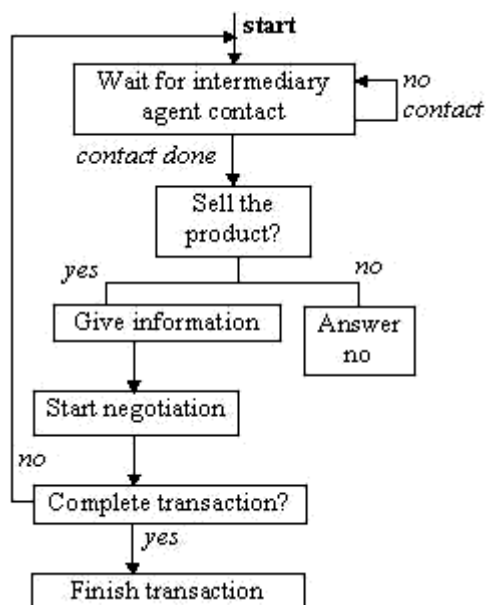 start
Wait for intermediary
agent contact
no
contact
contact done
Sell the
product?
yes
no
Give information
Answer
no
Start negotiation
no
Complete transaction?
yes
Finish transaction